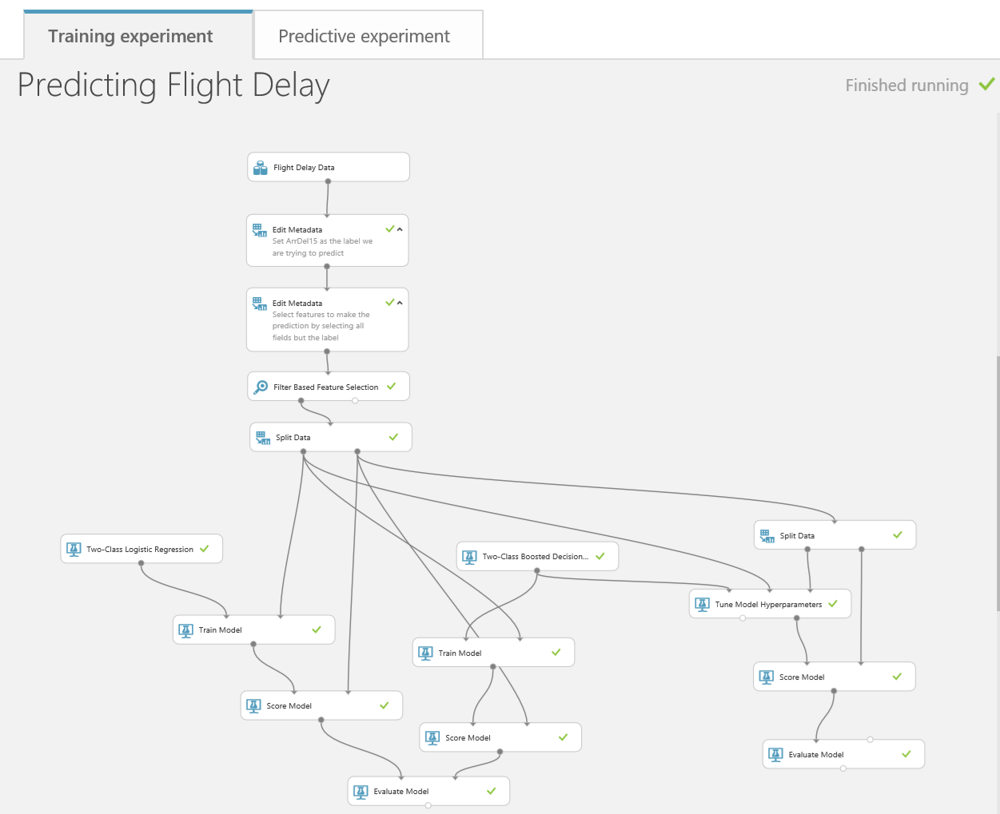 Training experiment
Predictive experiment
Predicting Flight Delay
Finished running
Flight Delay Data
Edit Metadata
Set ArrDel15 as the label we
are trying to predict
Edit Metadata
Select features to make the
prediction by selecting all
fields but the label
Filter Based Feature Selection
Split Data
Split Data
Two-Class Logistic Regression
Two-Class Boosted Decision...
Tune Model Hyperparameters
Train Model
Train Model
Score Model
Score Model
Score Model
Evaluate Model
Evaluate Model